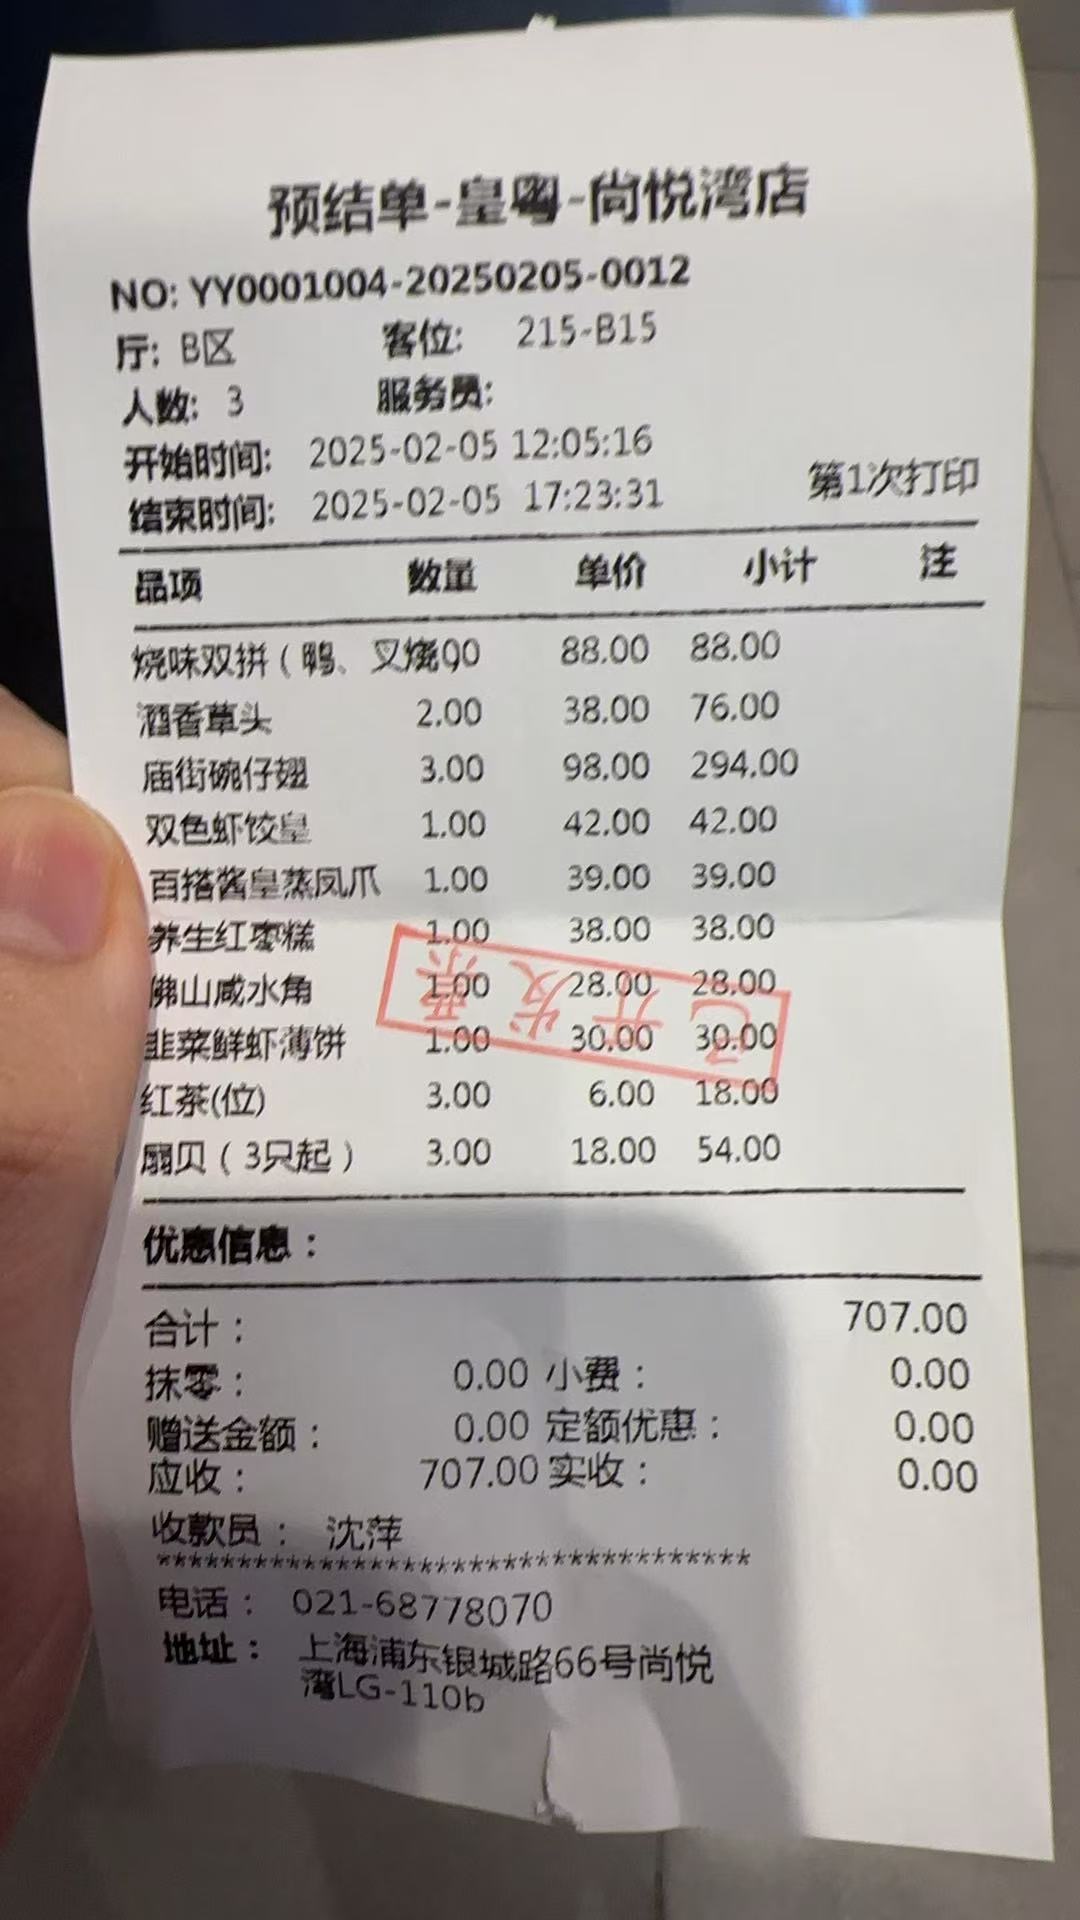 预结单-皇粤-尚悦湾店
NO: YY0001004-20250205-0012
厅: B区 客位: 215-B15
人数: 3 服务员:
开始时间: 2025-02-05 12:05:16
结束时间: 2025-02-05 17:23:31 第1次打印
品项 数量 单价 小计 注
烧味双拼（鸭、叉烧 00 88.00 88.00
酒香草头 2.00 38.00 76.00
庙街碗仔翅 3.00 98.00 294.00
双色虾饺皇 1.00 42.00 42.00
百搭酱皇蒸凤爪 1.00 39.00 39.00
养生红枣糕 1.00 38.00 38.00
佛山咸水角 1.00 28.00 28.00
韭菜鲜虾薄饼 1.00 30.00 30.00
已开发票
红茶(位) 3.00 6.00 18.00
扇贝（3只起） 3.00 18.00 54.00
优惠信息：
合计： 707.00
抹零： 0.00 小费： 0.00
赠送金额： 0.00 定额优惠： 0.00
应收： 707.00 实收： 0.00
收款员： 沈萍
*************************************
电话： 021-68778070
地址： 上海浦东银城路66号尚悦
湾LG-110b